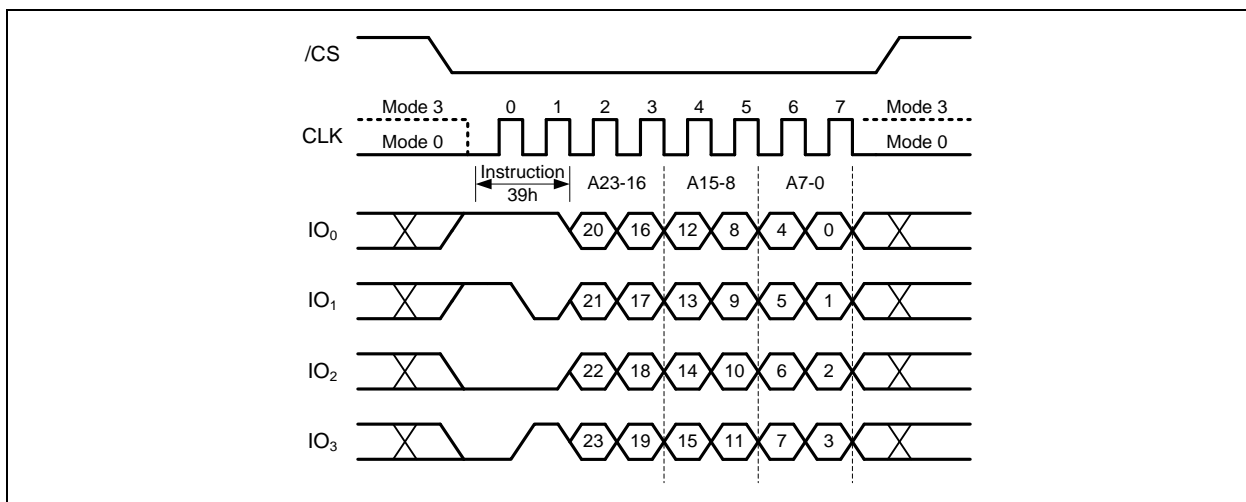 /CS
Mode 3 0 1 2 3 4 5 6 7 Mode 3
CLK
Mode 0 Mode 0
Instruction A23-16 A15-8 A7-0
39h
IO₀ 20 16 12 8 4 0
IO₁ 21 17 13 9 5 1
IO₂ 22 18 14 10 6 2
IO₃ 23 19 15 11 7 3